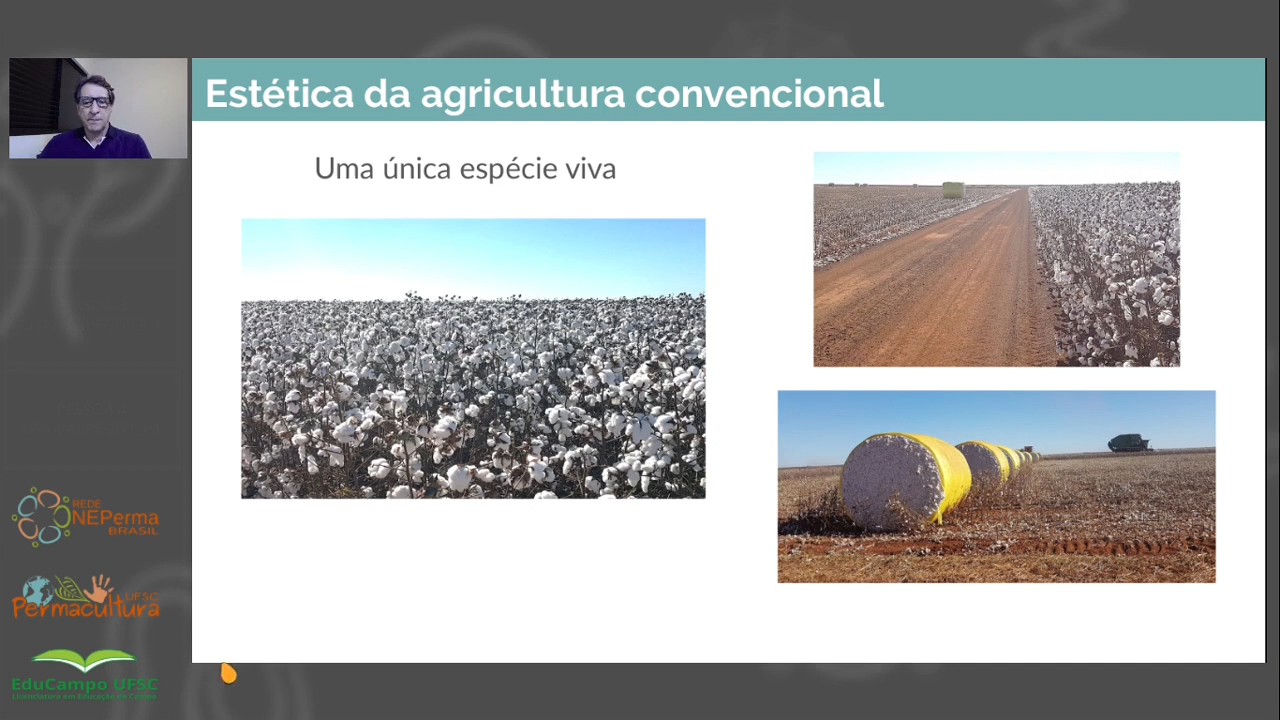 Estética da agricultura convencional
Uma única espécie viva
REDE
NEPerma
BRASIL
UFSC
Permacultura
EduCampo UFSC
Licenciatura em Educação do Campo